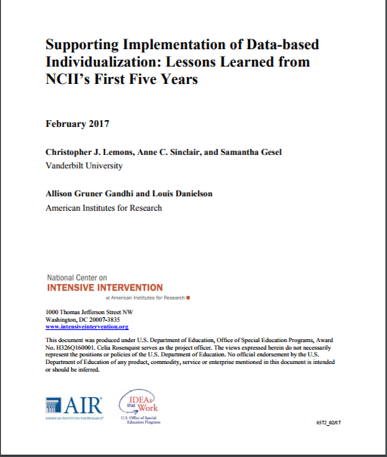 Supporting Implementation of Data-based
Individualization: Lessons Learned from
NCII's First Five Years
February 2017
Christopher J. Lemons, Anne C. Sinclair, and Samantha Gesel
Vanderbilt University
Allison Gruner Gandhi and Louis Danielson
American Institutes for Research
National Center on
INTENSIVE INTERVENTION
at American Institutes for Research
1000 Thomas Jefferson Street NW
Washington, DC 20007-3835
www.intensiveintervention.org
This document was produced under U.S. Department of Education, Office of Special Education Programs, Award
No. H326Q160001. Celia Rosenquist serves as the project officer. The views expressed herein do not necessarily
represent the positions or policies of the U.S. Department of Education. No official endorsement by the U.S.
Department of Education of any product, commodity, service or enterprise mentioned in this document is intended
or should be inferred.
AIR
AMERICAN INSTITUTES FOR RESEARCH
IDEAs
that
Work
U.S. Office of Special
Education Programs